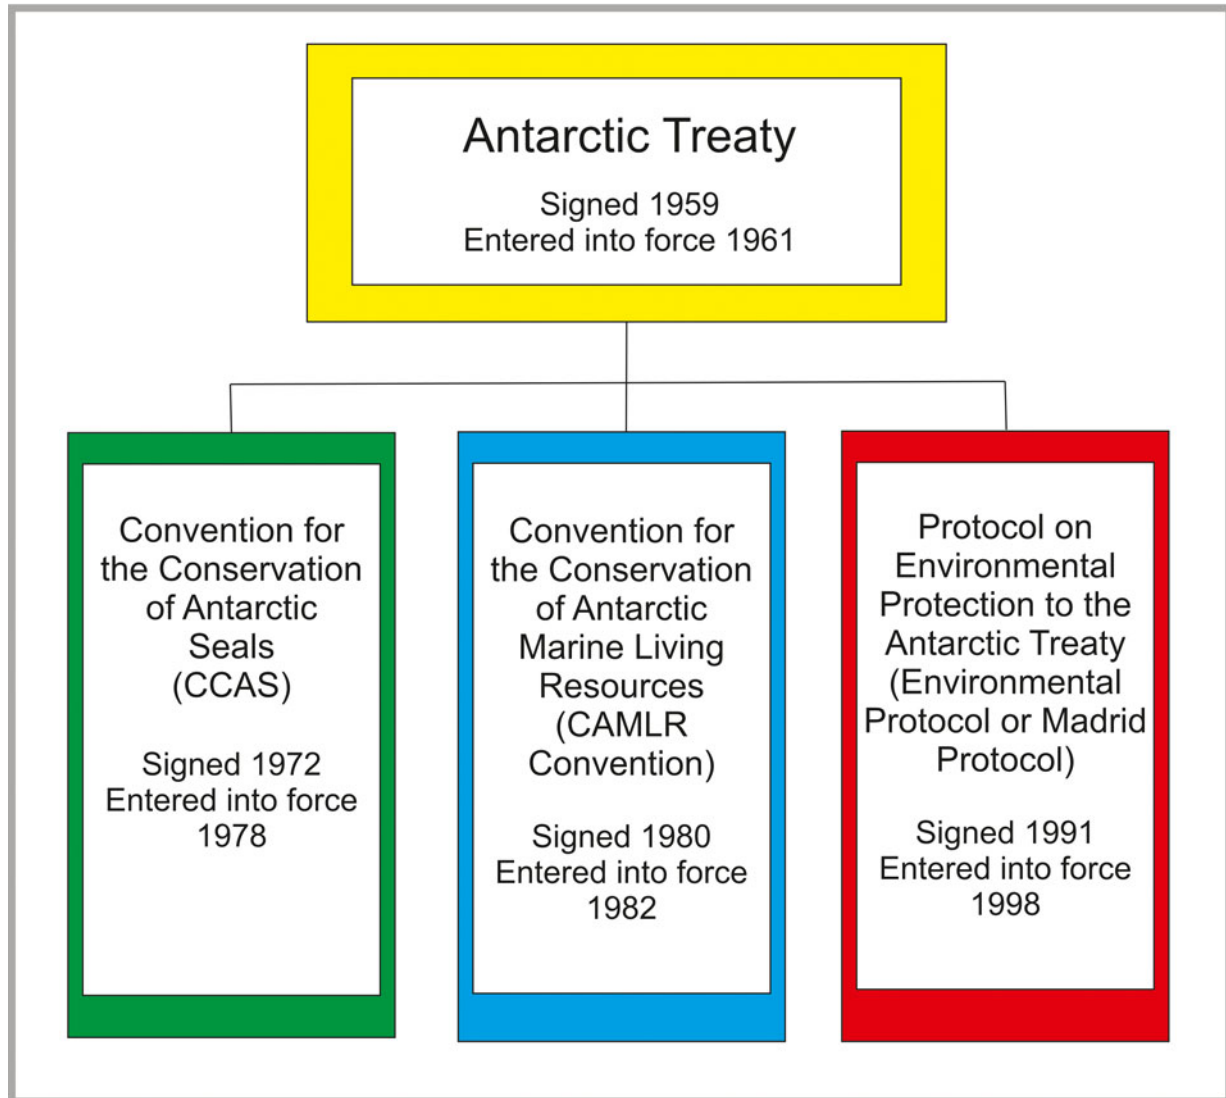 Antarctic Treaty
Signed 1959
Entered into force 1961
Convention for
the Conservation
of Antarctic
Seals
(CCAS)
Signed 1972
Entered into force
1978
Convention for
the Conservation
of Antarctic
Marine Living
Resources
(CAMLR
Convention)
Signed 1980
Entered into force
1982
Protocol on
Environmental
Protection to the
Antarctic Treaty
(Environmental
Protocol or Madrid
Protocol)
Signed 1991
Entered into force
1998